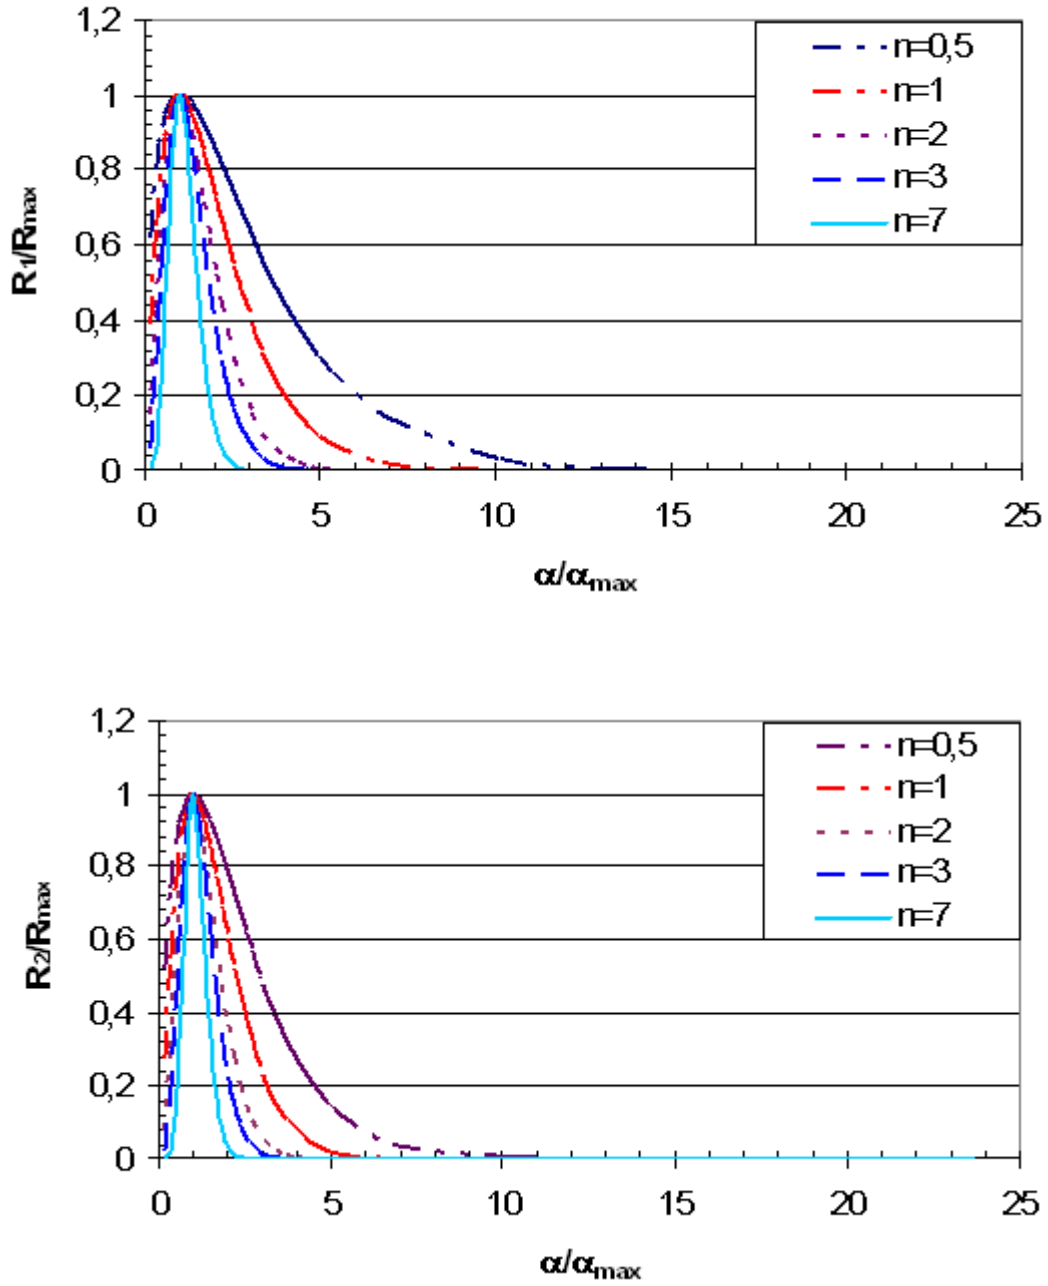 1,2
1
0,8
0,6
0,4
0,2
0
R1/Rmax
n=0,5
n=1
n=2
n=3
n=7
0 5 10 15 20 25
α/αmax
1,2
1
0,8
0,6
0,4
0,2
0
R2/Rmax
n=0,5
n=1
n=2
n=3
n=7
0 5 10 15 20 25
α/αmax